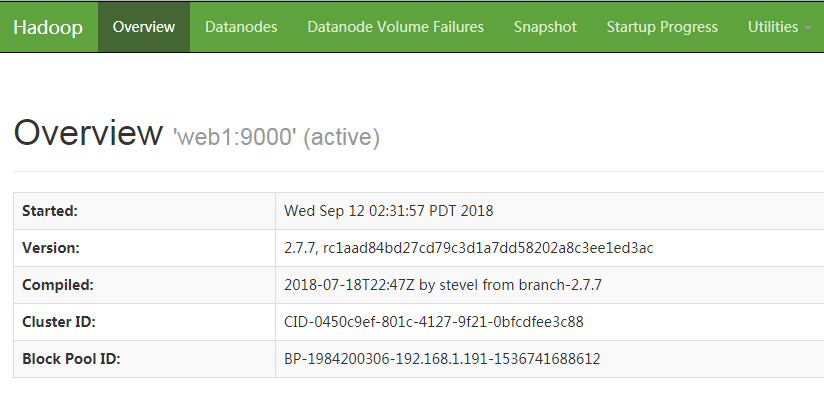 Hadoop Overview Datanodes Datanode Volume Failures Snapshot Startup Progress Utilities
Overview 'web1:9000' (active)
Started: Wed Sep 12 02:31:57 PDT 2018
Version: 2.7.7, rc1aad84bd27cd79c3d1a7dd58202a8c3ee1ed3ac
Compiled: 2018-07-18T22:47Z by stevel from branch-2.7.7
Cluster ID: CID-0450c9ef-801c-4127-9f21-0bfcdfee3c88
Block Pool ID: BP-1984200306-192.168.1.191-1536741688612